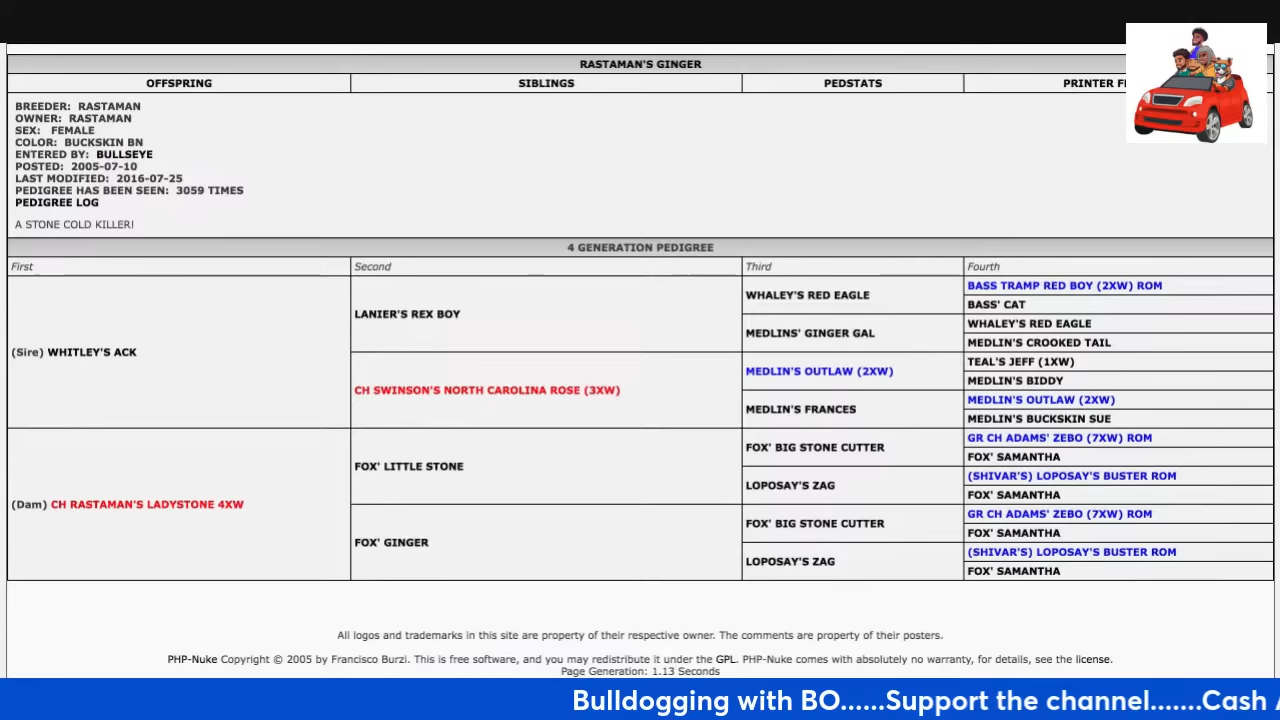 RASTAMAN'S GINGER
OFFSPRING SIBLINGS PEDSTATS PRINTER
BREEDER: RASTAMAN
OWNER: RASTAMAN
SEX: FEMALE
COLOR: BUCKSKIN BN
ENTERED BY: BULLSEYE
POSTED: 2005-07-10
LAST MODIFIED: 2016-07-25
PEDIGREE HAS BEEN SEEN: 3059 TIMES
PEDIGREE LOG
A STONE COLD KILLER!
4 GENERATION PEDIGREE
First Second Third Fourth
(Sire) WHITLEY'S ACK
LANIER'S REX BOY
WHALEY'S RED EAGLE
BASS TRAMP RED BOY (2XW) ROM
BASS' CAT
MEDLINS' GINGER GAL
WHALEY'S RED EAGLE
MEDLIN'S CROOKED TAIL
CH SWINSON'S NORTH CAROLINA ROSE (3XW)
MEDLIN'S OUTLAW (2XW)
TEAL'S JEFF (1XW)
MEDLIN'S BIDDY
MEDLIN'S FRANCES
MEDLIN'S OUTLAW (2XW)
MEDLIN'S BUCKSKIN SUE
(Dam) CH RASTAMAN'S LADYSTONE 4XW
FOX' LITTLE STONE
FOX' BIG STONE CUTTER
GR CH ADAMS' ZEBO (7XW) ROM
FOX' SAMANTHA
LOPOSAY'S ZAG
(SHIVAR'S) LOPOSAY'S BUSTER ROM
FOX' SAMANTHA
FOX' GINGER
FOX' BIG STONE CUTTER
GR CH ADAMS' ZEBO (7XW) ROM
FOX' SAMANTHA
LOPOSAY'S ZAG
(SHIVAR'S) LOPOSAY'S BUSTER ROM
FOX' SAMANTHA
All logos and trademarks in this site are property of their respective owner. The comments are property of their posters.
PHP-Nuke Copyright © 2005 by Francisco Burzi. This is free software, and you may redistribute it under the GPL. PHP-Nuke comes with absolutely no warranty, for details, see the license.
Page Generation: 1.13 Seconds
Bulldogging with BO......Support the channel.......Cash